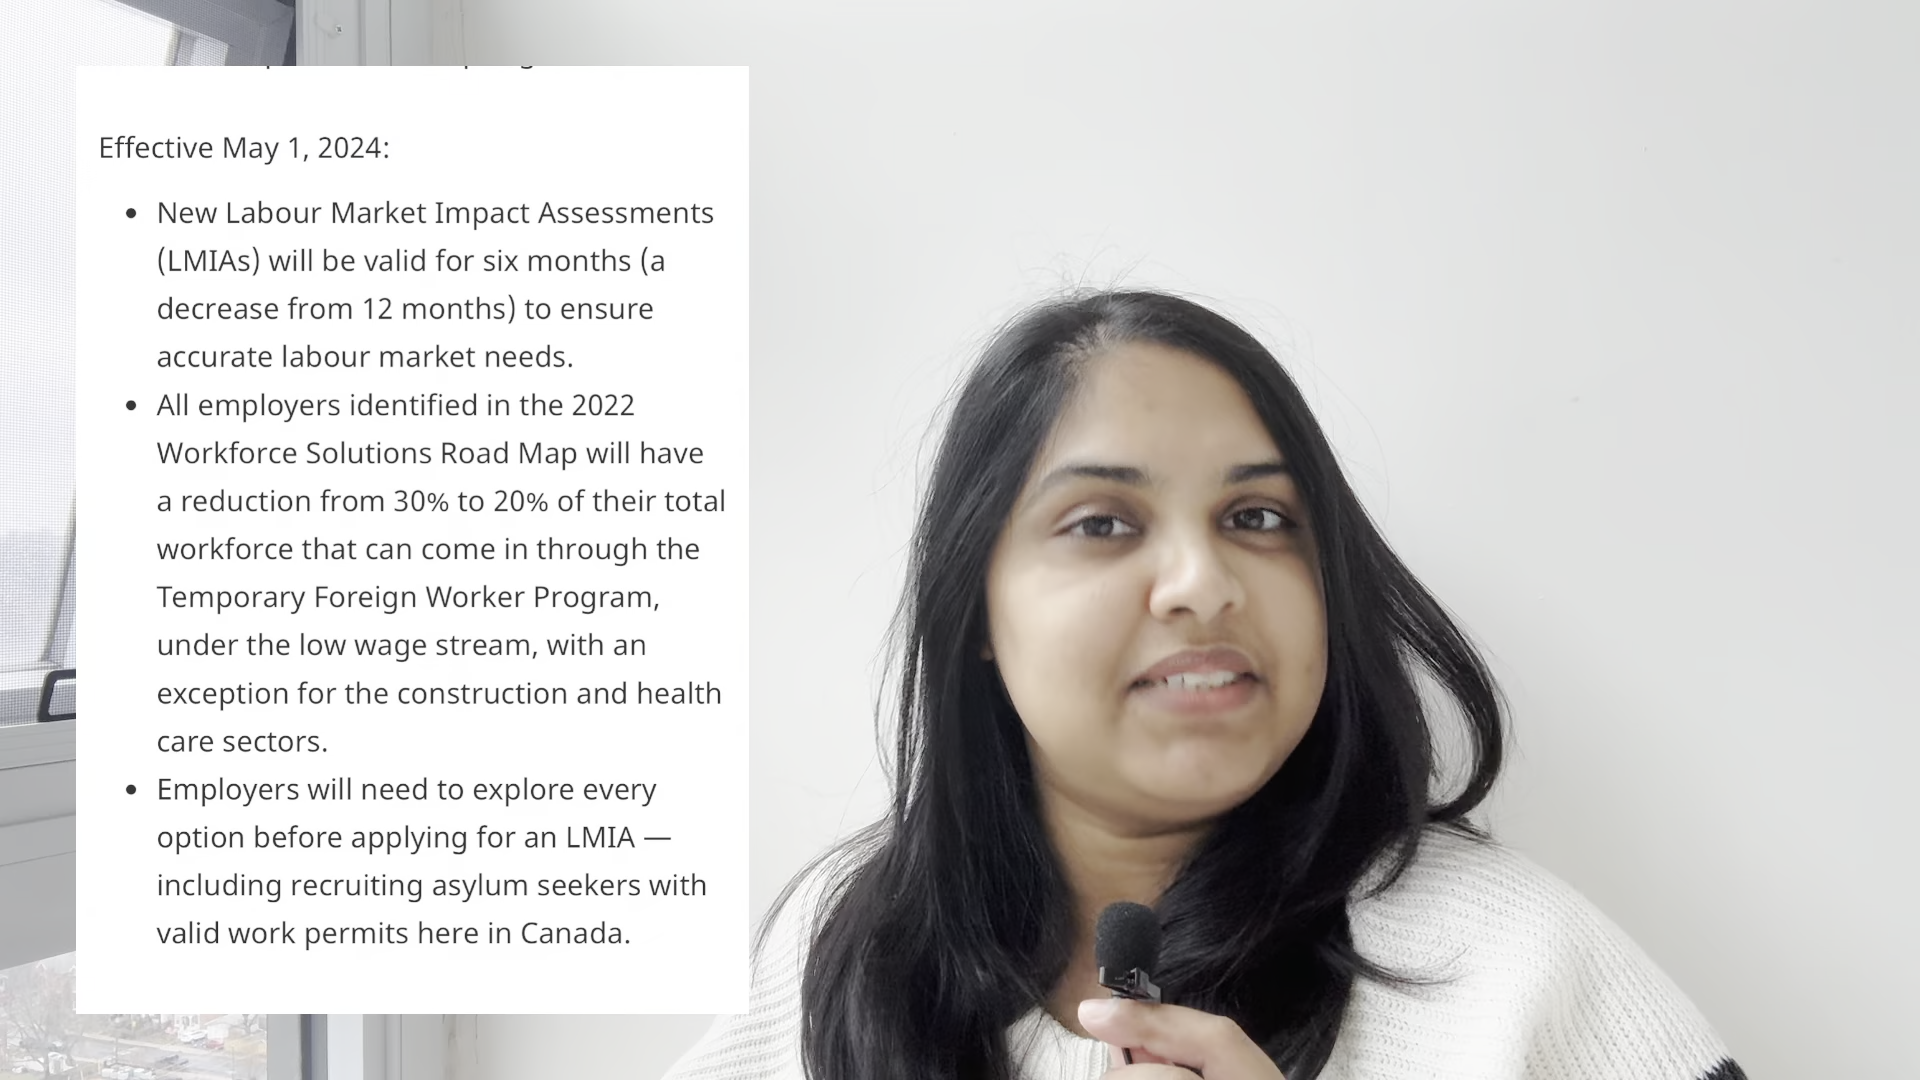 Effective May 1, 2024:
• New Labour Market Impact Assessments
(LMIAs) will be valid for six months (a
decrease from 12 months) to ensure
accurate labour market needs.
• All employers identified in the 2022
Workforce Solutions Road Map will have
a reduction from 30% to 20% of their total
workforce that can come in through the
Temporary Foreign Worker Program,
under the low wage stream, with an
exception for the construction and health
care sectors.
• Employers will need to explore every
option before applying for an LMIA —
including recruiting asylum seekers with
valid work permits here in Canada.